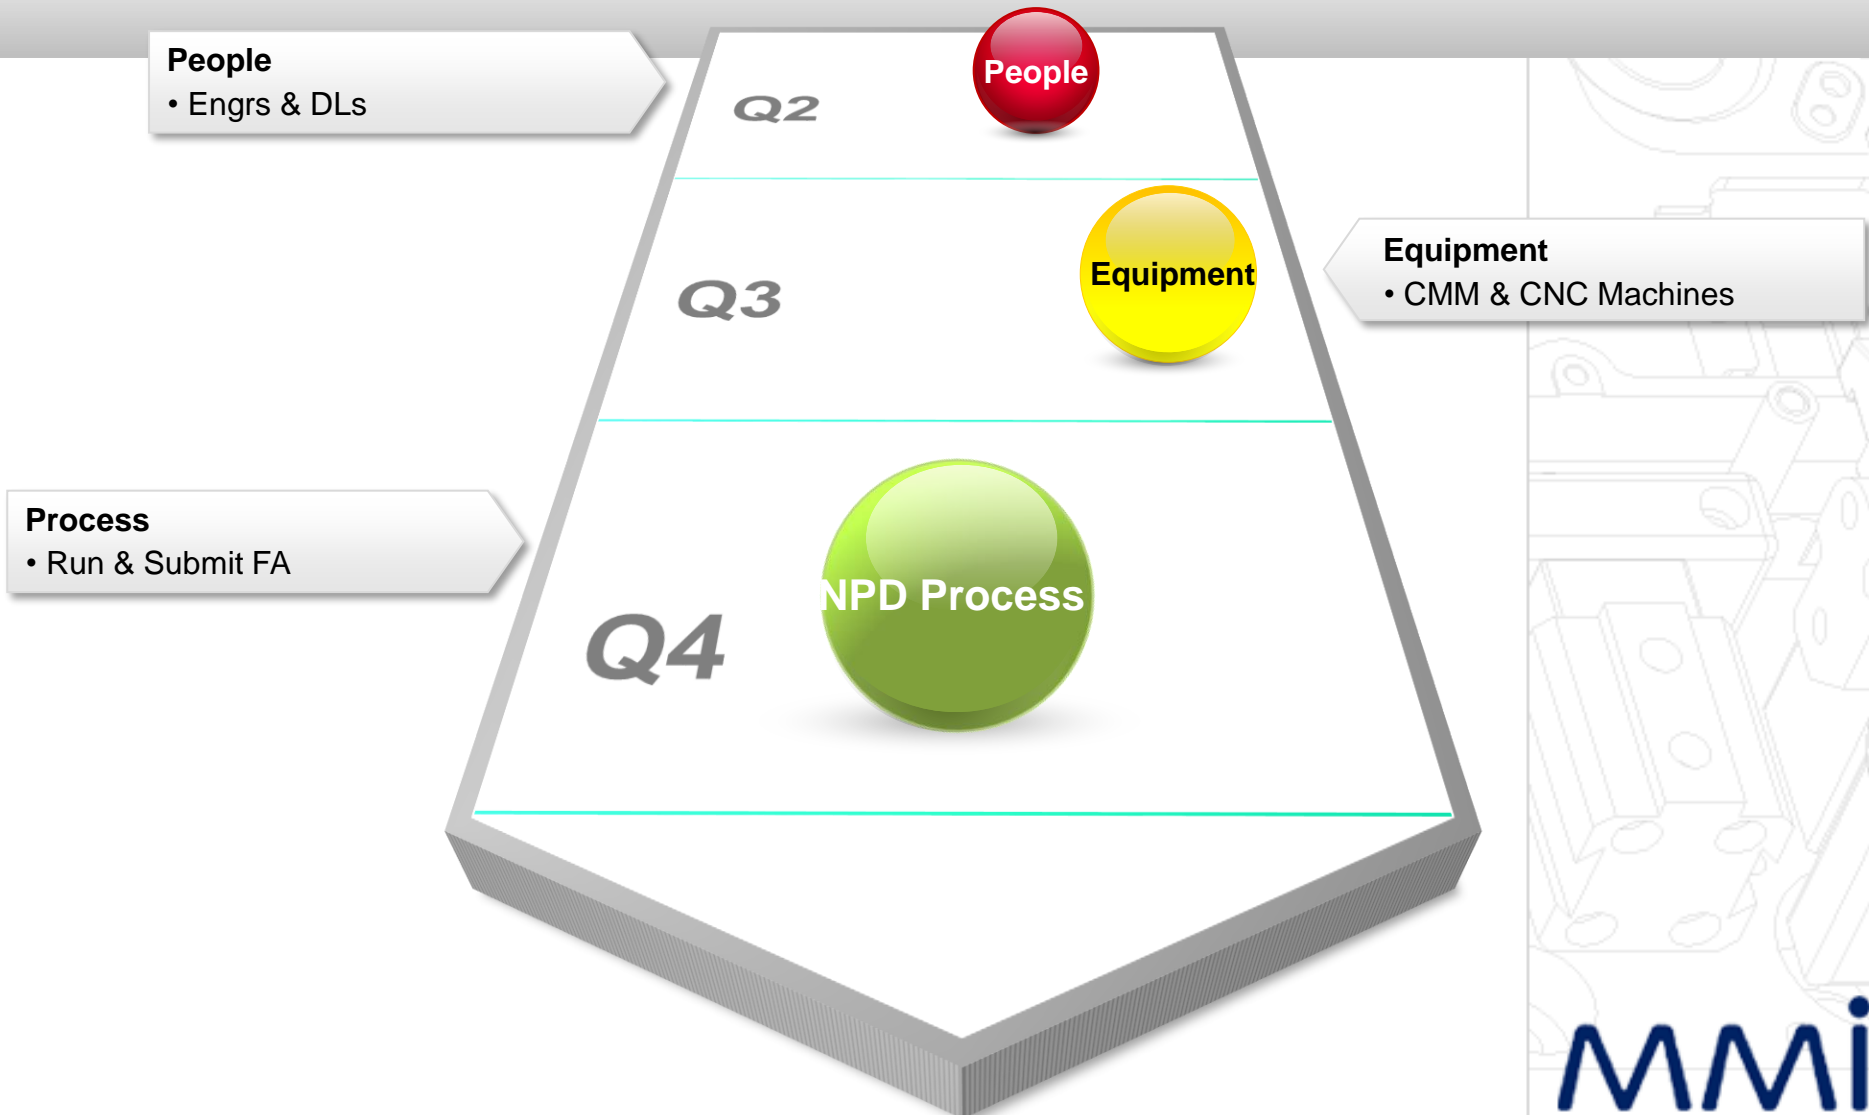 People
• Engrs & DLs
People
Q2
Equipment
Q3
Equipment
• CMM & CNC Machines
Process
• Run & Submit FA
NPD Process
Q4
MMi